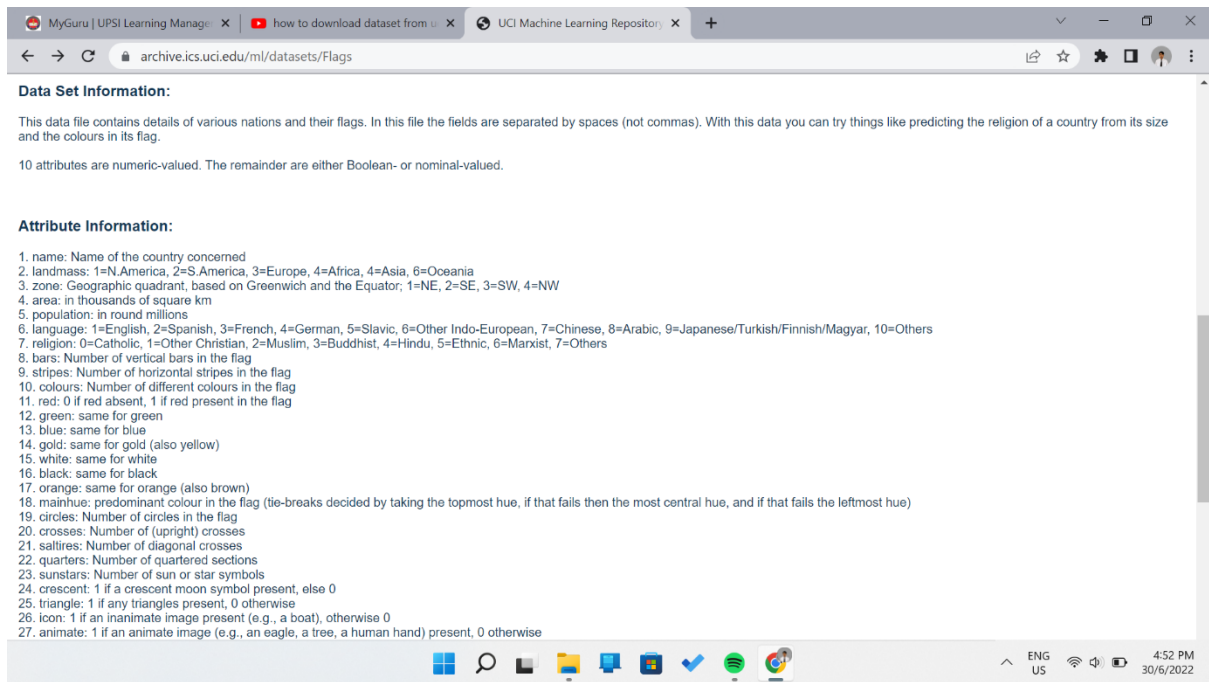 MyGuru | UPSI Learning Manage
how to download dataset from u
UCI Machine Learning Repository
archive.ics.uci.edu/ml/datasets/Flags
Data Set Information:
This data file contains details of various nations and their flags. In this file the fields are separated by spaces (not commas). With this data you can try things like predicting the religion of a country from its size
and the colours in its flag.
10 attributes are numeric-valued. The remainder are either Boolean- or nominal-valued.
Attribute Information:
1. name: Name of the country concerned
2. landmass: 1=N.America, 2=S.America, 3=Europe, 4=Africa, 4=Asia, 6=Oceania
3. zone: Geographic quadrant, based on Greenwich and the Equator; 1=NE, 2=SE, 3=SW, 4=NW
4. area: in thousands of square km
5. population: in round millions
6. language: 1=English, 2=Spanish, 3=French, 4=German, 5=Slavic, 6=Other Indo-European, 7=Chinese, 8=Arabic, 9=Japanese/Turkish/Finnish/Magyar, 10=Others
7. religion: 0=Catholic, 1=Other Christian, 2=Muslim, 3=Buddhist, 4=Hindu, 5=Ethnic, 6=Marxist, 7=Others
8. bars: Number of vertical bars in the flag
9. stripes: Number of horizontal stripes in the flag
10. colours: Number of different colours in the flag
11. red: 0 if red absent, 1 if red present in the flag
12. green: same for green
13. blue: same for blue
14. gold: same for gold (also yellow)
15. white: same for white
16. black: same for black
17. orange: same for orange (also brown)
18. mainhue: predominant colour in the flag (tie-breaks decided by taking the topmost hue, if that fails then the most central hue, and if that fails the leftmost hue)
19. circles: Number of circles in the flag
20. crosses: Number of (upright) crosses
21. saltires: Number of diagonal crosses
22. quarters: Number of quartered sections
23. sunstars: Number of sun or star symbols
24. crescent: 1 if a crescent moon symbol present, else 0
25. triangle: 1 if any triangles present, 0 otherwise
26. icon: 1 if an inanimate image present (e.g., a boat), otherwise 0
27. animate: 1 if an animate image (e.g., an eagle, a tree, a human hand) present, 0 otherwise
ENG
US
4:52 PM
30/6/2022